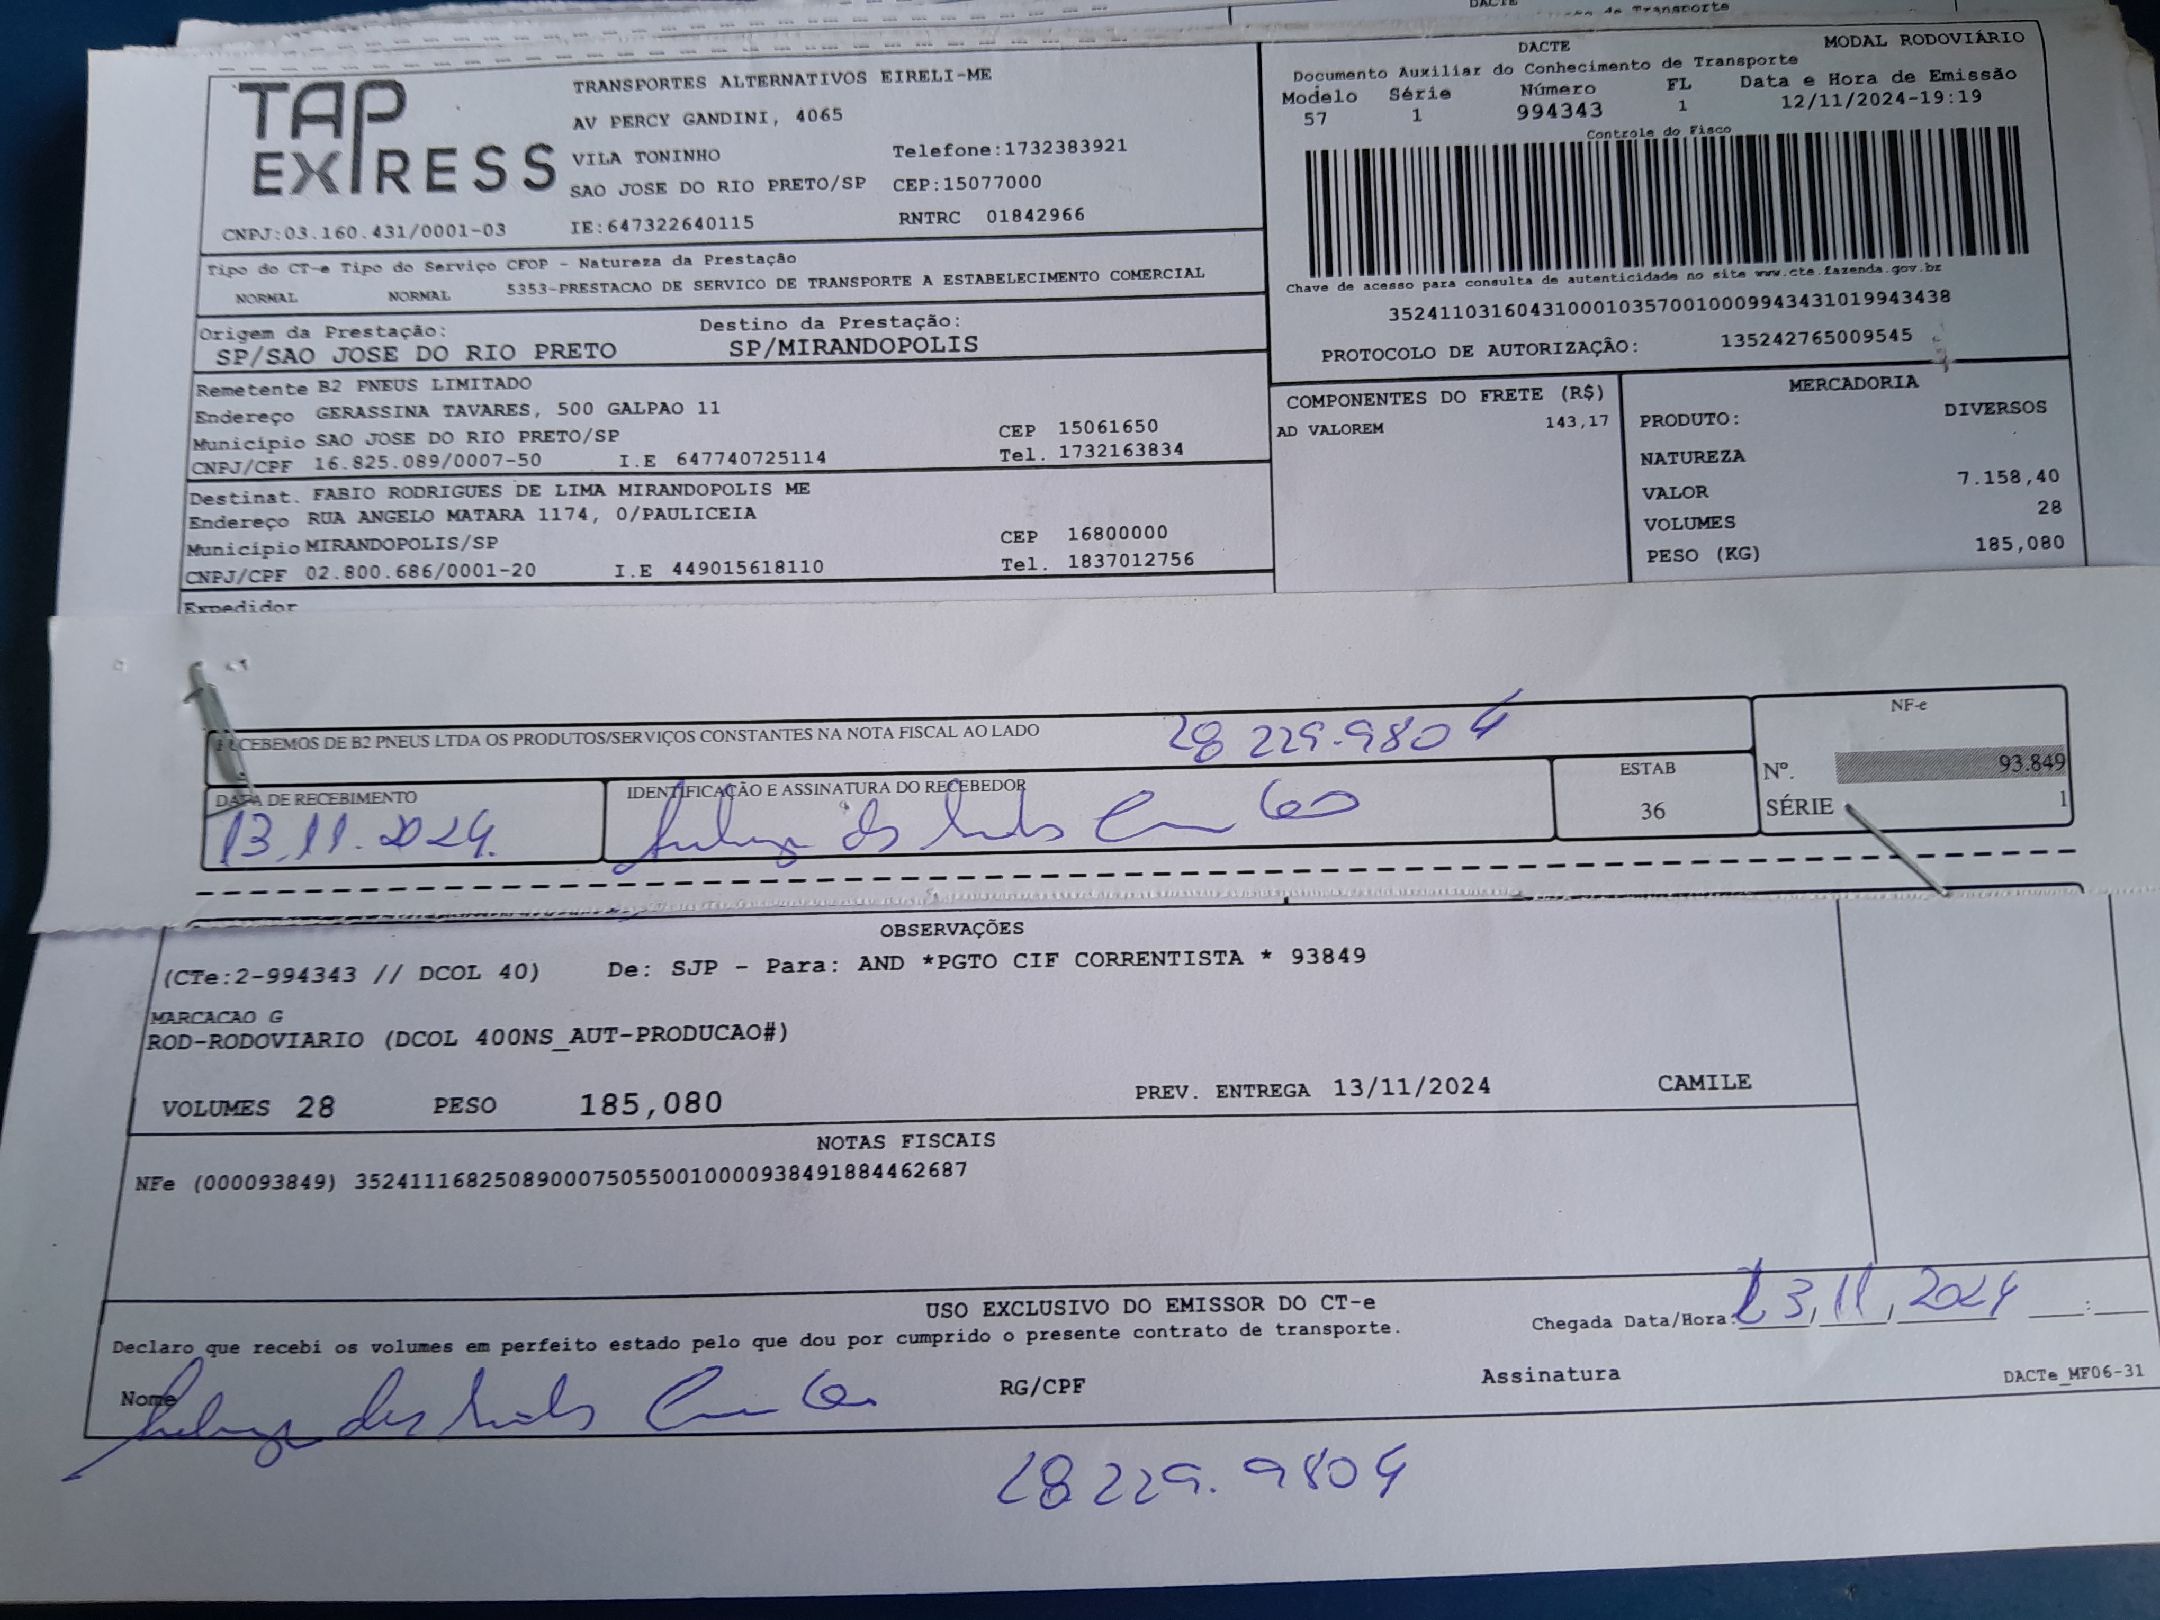 DACTE
de Transporte
TAP EXPRESS
TRANSPORTES ALTERNATIVOS EIRELI-ME
AV PERCY GANDINI, 4065
VILA TONINHO Telefone:1732383921
SAO JOSE DO RIO PRETO/SP CEP:15077000
CNPJ:03.160.431/0001-03 IE:647322640115 RNTRC 01842966
DACTE MODAL RODOVIÁRIO
Documento Auxiliar do Conhecimento de Transporte
Modelo Série Número FL Data e Hora de Emissão
57 1 994343 1 12/11/2024-19:19
Controle do Fisco
Chave de acesso para consulta de autenticidade no site www.cte.fazenda.gov.br
35241103160431000103570010009943431019943438
PROTOCOLO DE AUTORIZAÇÃO: 135242765009545
Tipo do CT-e Tipo do Serviço CFOP - Natureza da Prestação
NORMAL NORMAL 5353-PRESTACAO DE SERVICO DE TRANSPORTE A ESTABELECIMENTO COMERCIAL
Origem da Prestação: Destino da Prestação:
SP/SAO JOSE DO RIO PRETO SP/MIRANDOPOLIS
Remetente B2 PNEUS LIMITADO
Endereço GERASSINA TAVARES, 500 GALPAO 11
Município SAO JOSE DO RIO PRETO/SP CEP 15061650
CNPJ/CPF 16.825.089/0007-50 I.E 647740725114 Tel. 1732163834
Destinat. FABIO RODRIGUES DE LIMA MIRANDOPOLIS ME
Endereço RUA ANGELO MATARA 1174, 0/PAULICEIA
Município MIRANDOPOLIS/SP CEP 16800000
CNPJ/CPF 02.800.686/0001-20 I.E 449015618110 Tel. 1837012756
Expedidor
COMPONENTES DO FRETE (R$)
AD VALOREM 143,17
MERCADORIA
PRODUTO: DIVERSOS
NATUREZA
VALOR 7.158,40
VOLUMES 28
PESO (KG) 185,080
RECEBEMOS DE B2 PNEUS LTDA OS PRODUTOS/SERVIÇOS CONSTANTES NA NOTA FISCAL AO LADO
28 229.9804
DATA DE RECEBIMENTO
13.11.2024.
IDENTIFICAÇÃO E ASSINATURA DO RECEBEDOR
ESTAB
36
NF-e
Nº. 93.849
SÉRIE 1
OBSERVAÇÕES
(CTe:2-994343 // DCOL 40) De: SJP - Para: AND *PGTO CIF CORRENTISTA * 93849
MARCACAO G
ROD-RODOVIARIO (DCOL 400NS_AUT-PRODUCAO#)
VOLUMES 28 PESO 185,080 PREV. ENTREGA 13/11/2024 CAMILE
NOTAS FISCAIS
NFe (000093849) 35241116825089000750550010000938491884462687
USO EXCLUSIVO DO EMISSOR DO CT-e
Declaro que recebi os volumes em perfeito estado pelo que dou por cumprido o presente contrato de transporte.
Chegada Data/Hora: 13/11/2024 :
Nome RG/CPF Assinatura DACTe_MF06-31
28 229.9804